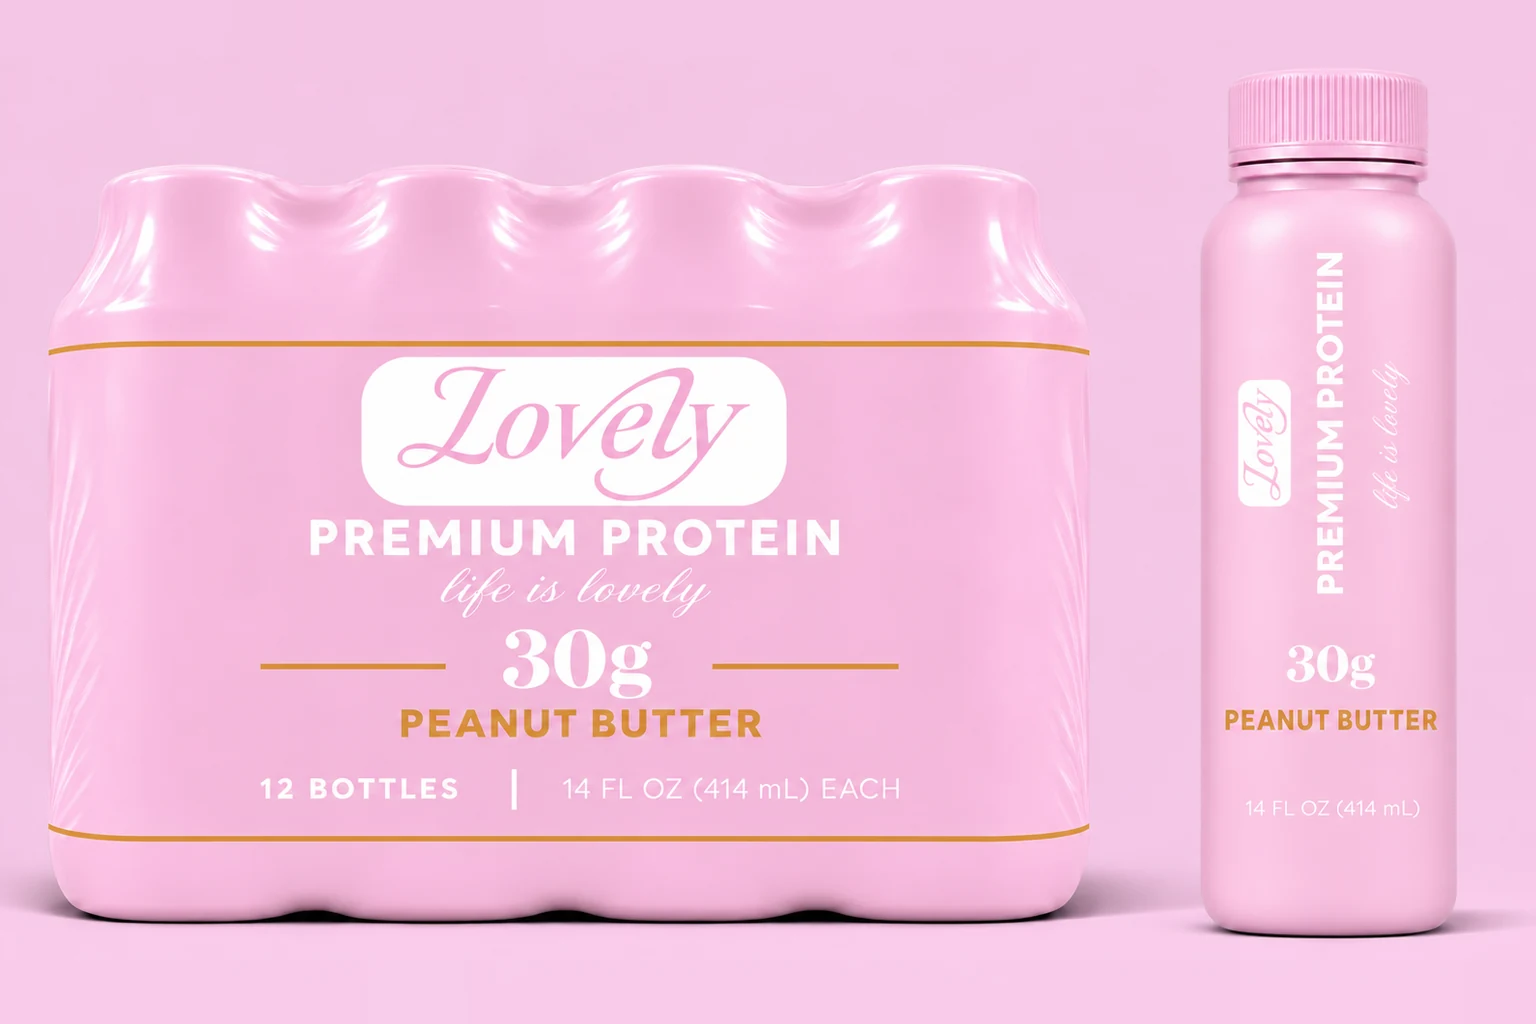 Lovely
PREMIUM PROTEIN
life is lovely
30g
PEANUT BUTTER
12 BOTTLES | 14 FL OZ (414 mL) EACH
Lovely
PREMIUM PROTEIN
life is lovely
30g
PEANUT BUTTER
14 FL OZ (414 mL)